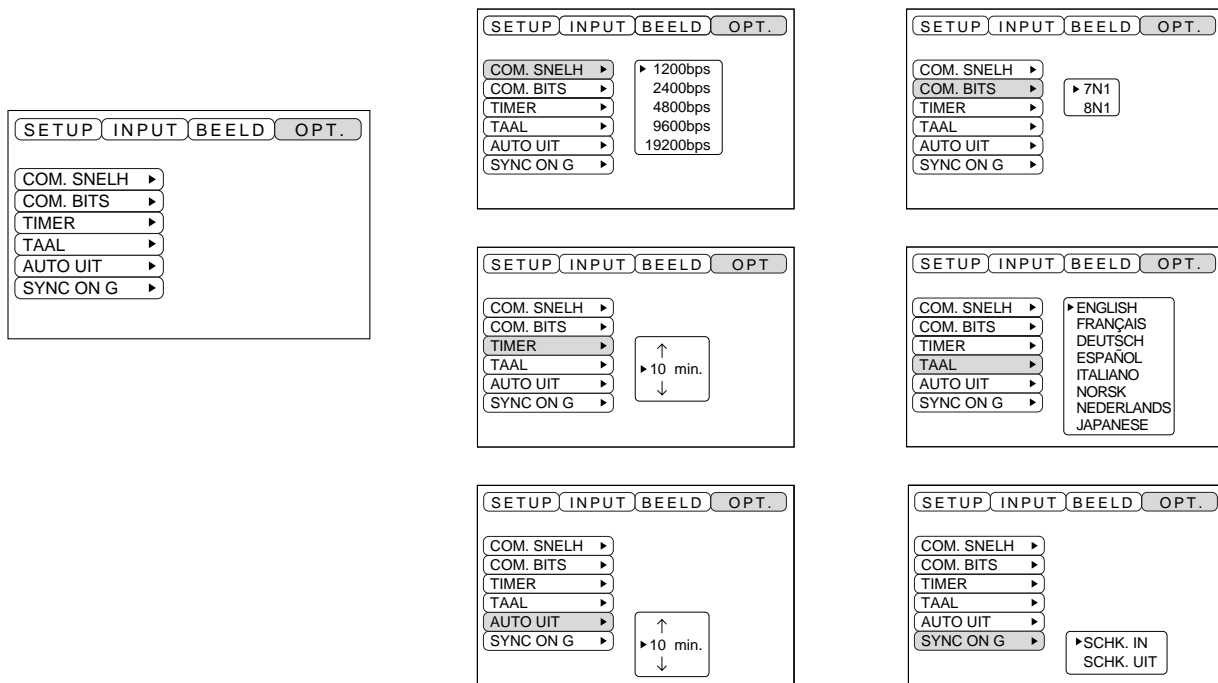 SETUP INPUT BEELD OPT.
COM. SNELH
COM. BITS
TIMER
TAAL
AUTO UIT
SYNC ON G
SETUP INPUT BEELD OPT.
COM. SNELH
COM. BITS
TIMER
TAAL
AUTO UIT
SYNC ON G
1200bps
2400bps
4800bps
9600bps
19200bps
SETUP INPUT BEELD OPT.
COM. SNELH
COM. BITS
TIMER
TAAL
AUTO UIT
SYNC ON G
7N1
8N1
SETUP INPUT BEELD OPT
COM. SNELH
COM. BITS
TIMER
TAAL
AUTO UIT
SYNC ON G
↑
10 min.
↓
SETUP INPUT BEELD OPT.
COM. SNELH
COM. BITS
TIMER
TAAL
AUTO UIT
SYNC ON G
ENGLISH
FRANÇAIS
DEUTSCH
ESPAÑOL
ITALIANO
NORSK
NEDERLANDS
JAPANESE
SETUP INPUT BEELD OPT.
COM. SNELH
COM. BITS
TIMER
TAAL
AUTO UIT
SYNC ON G
↑
10 min.
↓
SETUP INPUT BEELD OPT.
COM. SNELH
COM. BITS
TIMER
TAAL
AUTO UIT
SYNC ON G
SCHK. IN
SCHK. UIT